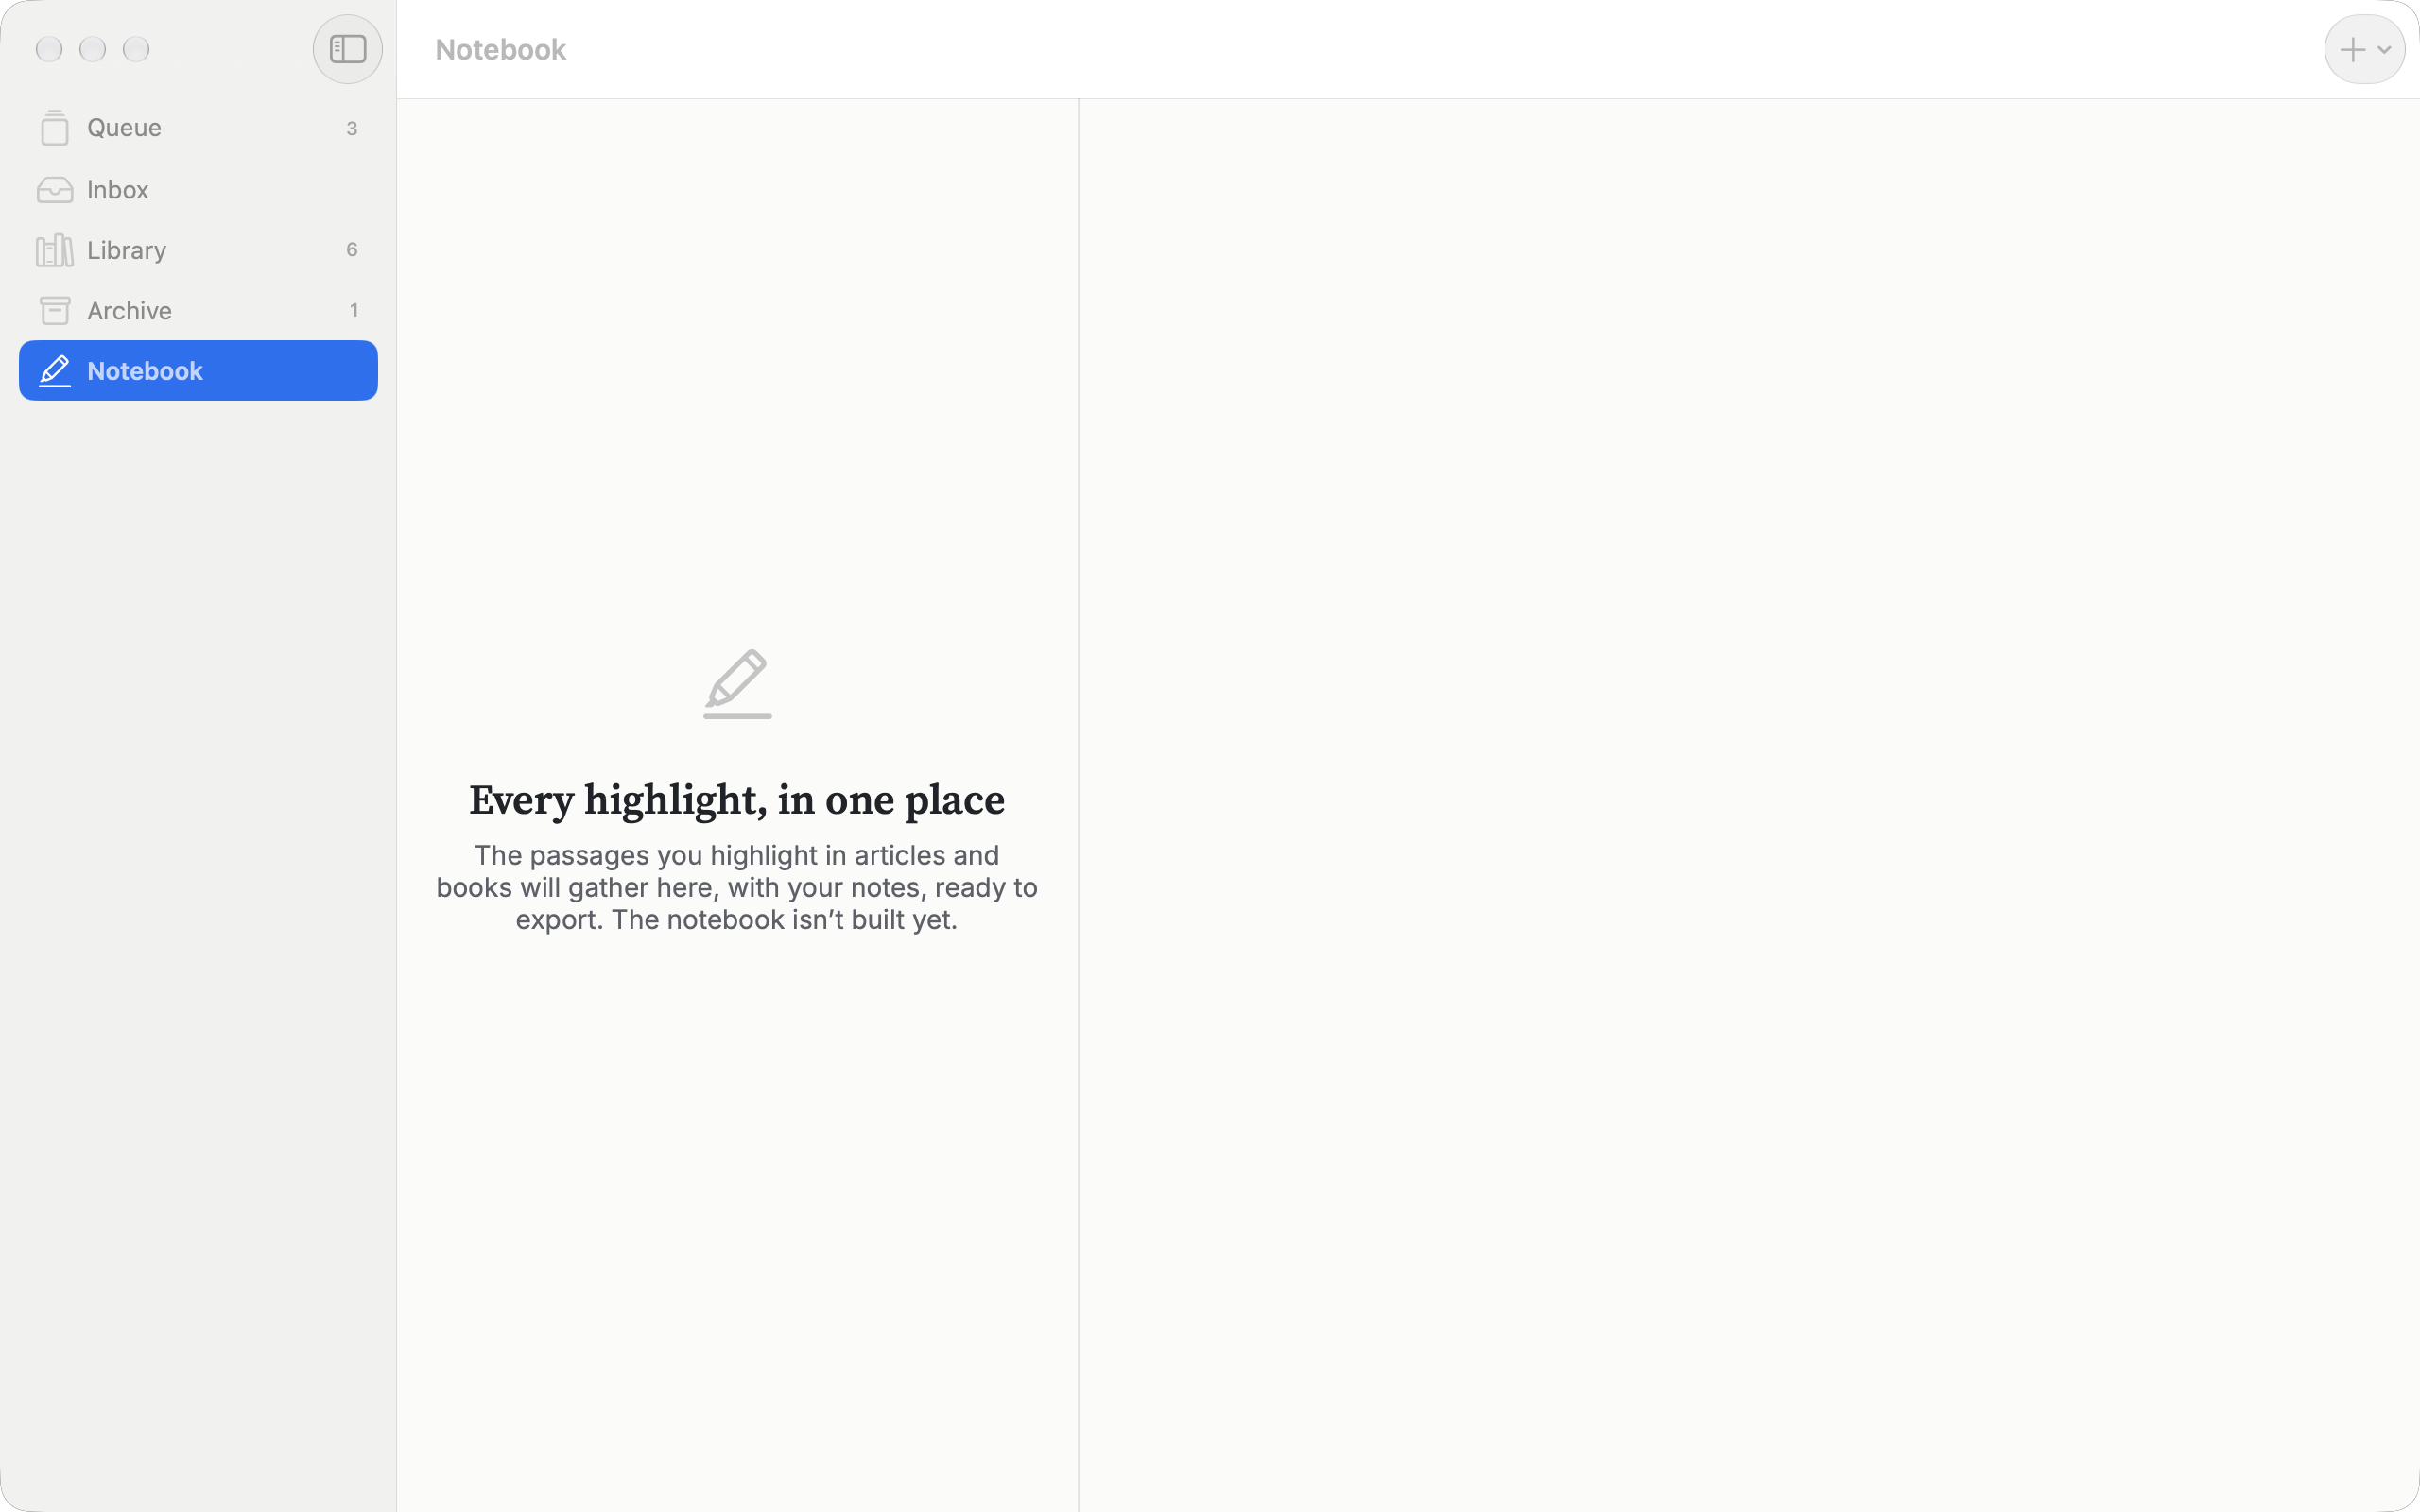 Notebook
Queue 3
Inbox
Library 6
Archive 1
Notebook
Every highlight, in one place
The passages you highlight in articles and
books will gather here, with your notes, ready to
export. The notebook isn’t built yet.